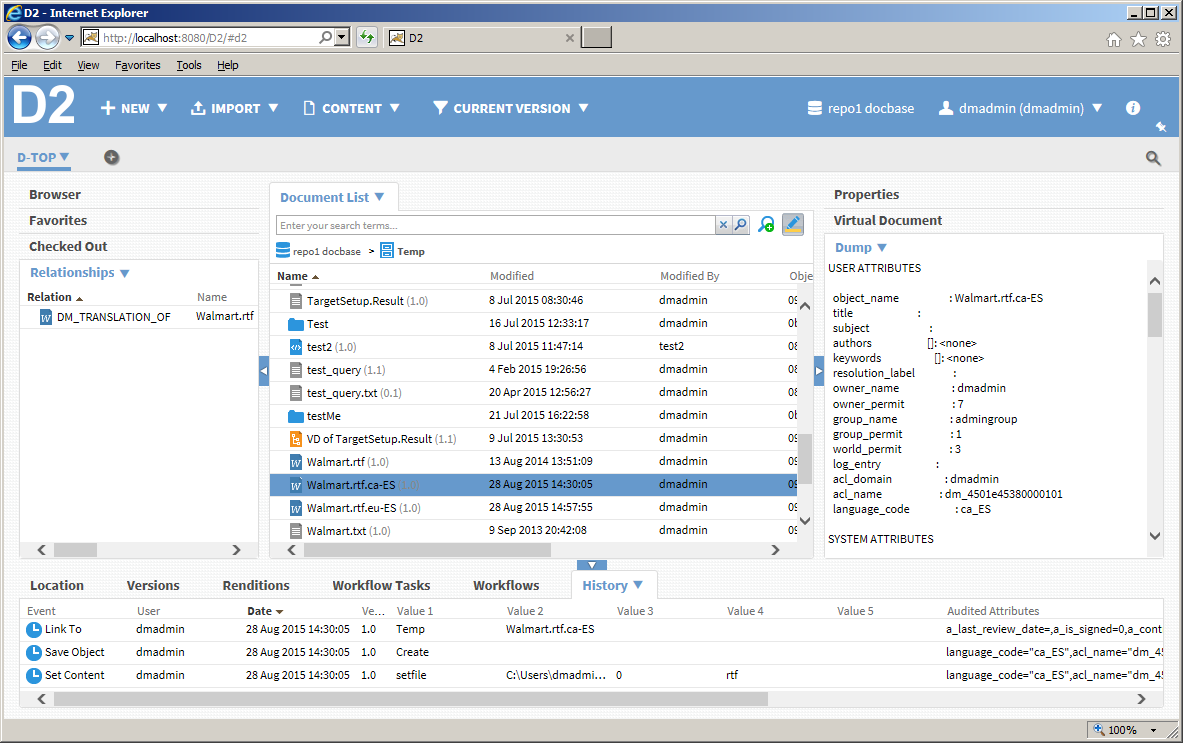 D2 - Internet Explorer
http://localhost:8080/D2/#d2
D2
File Edit View Favorites Tools Help
D2 NEW IMPORT CONTENT CURRENT VERSION repo1 docbase dmadmin (dmadmin)
D-TOP
Browser
Favorites
Checked Out
Relationships
Relation Name
DM_TRANSLATION_OF Walmart.rtf
Document List
Enter your search terms...
repo1 docbase > Temp
Name Modified Modified By Obje
TargetSetup.Result (1.0) 8 Jul 2015 08:30:46 dmadmin 09
Test 16 Jul 2015 12:33:17 dmadmin 0b
test2 (1.0) 8 Jul 2015 11:47:14 test2 08
test_query (1.1) 4 Feb 2015 19:26:56 dmadmin 08
test_query.txt (0.1) 20 Apr 2015 12:56:27 dmadmin 08
testMe 21 Jul 2015 16:22:58 dmadmin 0b
VD of TargetSetup.Result (1.1) 9 Jul 2015 13:30:53 dmadmin 09
Walmart.rtf (1.0) 13 Aug 2014 13:51:09 dmadmin 09
Walmart.rtf.ca-ES (1.0) 28 Aug 2015 14:30:05 dmadmin 09
Walmart.rtf.eu-ES (1.0) 28 Aug 2015 14:57:55 dmadmin 09
Walmart.txt (1.0) 9 Sep 2013 20:42:08 dmadmin 09
Properties
Virtual Document
Dump
USER ATTRIBUTES
object_name : Walmart.rtf.ca-ES
title :
subject :
authors []: <none>
keywords []: <none>
resolution_label :
owner_name : dmadmin
owner_permit : 7
group_name : admingroup
group_permit : 1
world_permit : 3
log_entry :
acl_domain : dmadmin
acl_name : dm_4501e45380000101
language_code : ca_ES
SYSTEM ATTRIBUTES
Location Versions Renditions Workflow Tasks Workflows History
Event User Date Ve... Value 1 Value 2 Value 3 Value 4 Value 5 Audited Attributes
Link To dmadmin 28 Aug 2015 14:30:05 1.0 Temp Walmart.rtf.ca-ES a_last_review_date=,a_is_signed=0,a_cont
Save Object dmadmin 28 Aug 2015 14:30:05 1.0 Create language_code="ca_ES",acl_name="dm_45
Set Content dmadmin 28 Aug 2015 14:30:05 1.0 setfile C:\Users\dmadmi... 0 rtf language_code="ca_ES",acl_name="dm_45
100%